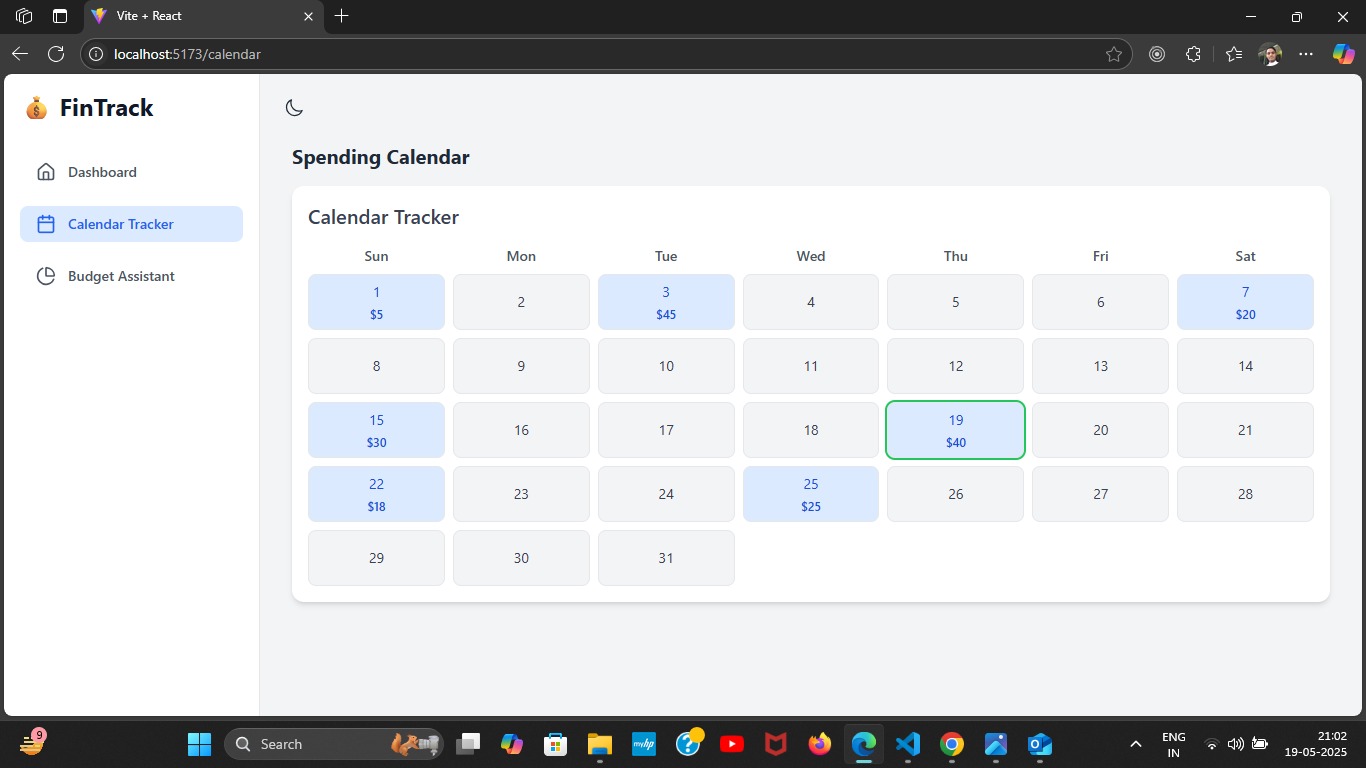 Vite + React
localhost:5173/calendar
FinTrack
Dashboard
Calendar Tracker
Budget Assistant
Spending Calendar
Calendar Tracker
Sun Mon Tue Wed Thu Fri Sat
1 2 3 4 5 6 7
$5 $45 $20
8 9 10 11 12 13 14
15 16 17 18 19 20 21
$30 $40
22 23 24 25 26 27 28
$18 $25
29 30 31
9
Search
myhp
?
ENG
IN
21:02
19-05-2025